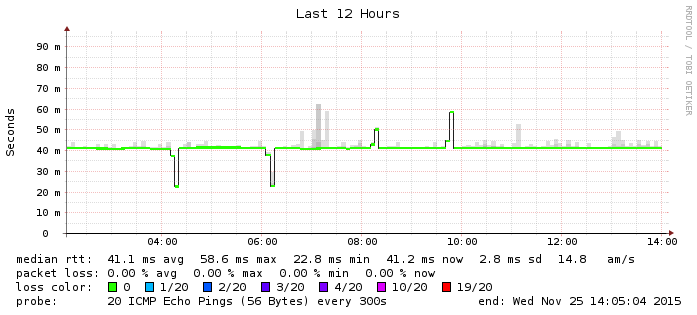 Last 12 Hours
RRDTOOL / TOBI OETIKER
Seconds
90 m
80 m
70 m
60 m
50 m
40 m
30 m
20 m
10 m
0
04:00 06:00 08:00 10:00 12:00 14:00
median rtt: 41.1 ms avg 58.6 ms max 22.8 ms min 41.2 ms now 2.8 ms sd 14.8 am/s
packet loss: 0.00 % avg 0.00 % max 0.00 % min 0.00 % now
loss color: 0 1/20 2/20 3/20 4/20 10/20 19/20
probe: 20 ICMP Echo Pings (56 Bytes) every 300s end: Wed Nov 25 14:05:04 2015